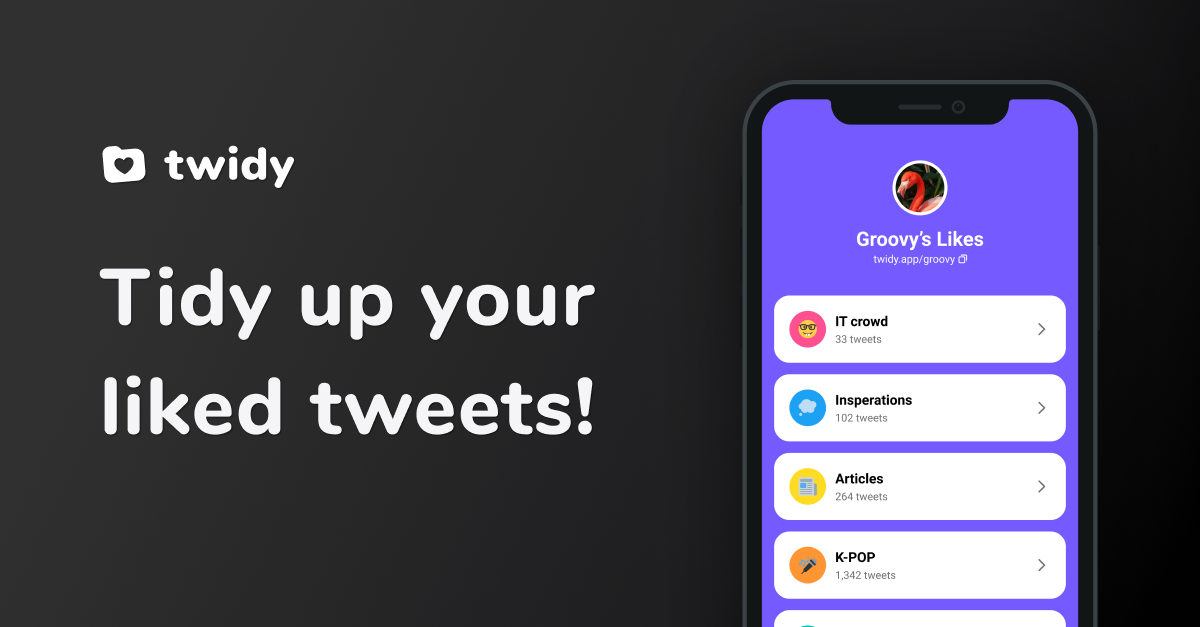 twidy
Tidy up your
liked tweets!
Groovy’s Likes
twidy.app/groovy
IT crowd
33 tweets
Insperations
102 tweets
Articles
264 tweets
K-POP
1,342 tweets